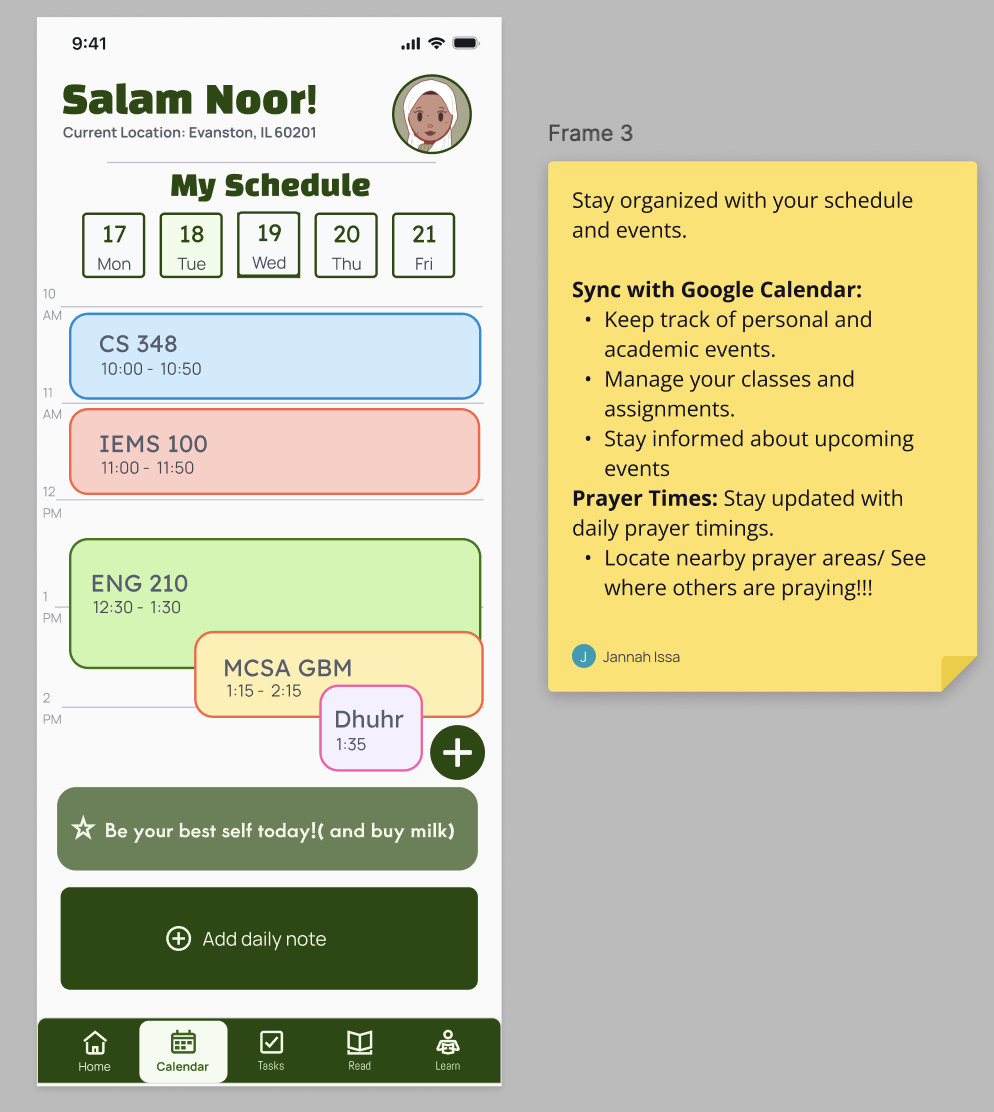 9:41
Salam Noor!
Current Location: Evanston, IL 60201
My Schedule
17 18 19 20 21
Mon Tue Wed Thu Fri
10
AM
CS 348
10:00 - 10:50
11
AM
IEMS 100
11:00 - 11:50
12
PM
ENG 210
12:30 - 1:30
1
PM
MCSA GBM
1:15 - 2:15
2
PM
Dhuhr
1:35
Be your best self today!( and buy milk)
Add daily note
Home Calendar Tasks Read Learn
Frame 3
Stay organized with your schedule
and events.
Sync with Google Calendar:
• Keep track of personal and
academic events.
• Manage your classes and
assignments.
• Stay informed about upcoming
events
Prayer Times: Stay updated with
daily prayer timings.
• Locate nearby prayer areas/ See
where others are praying!!!
J Jannah Issa